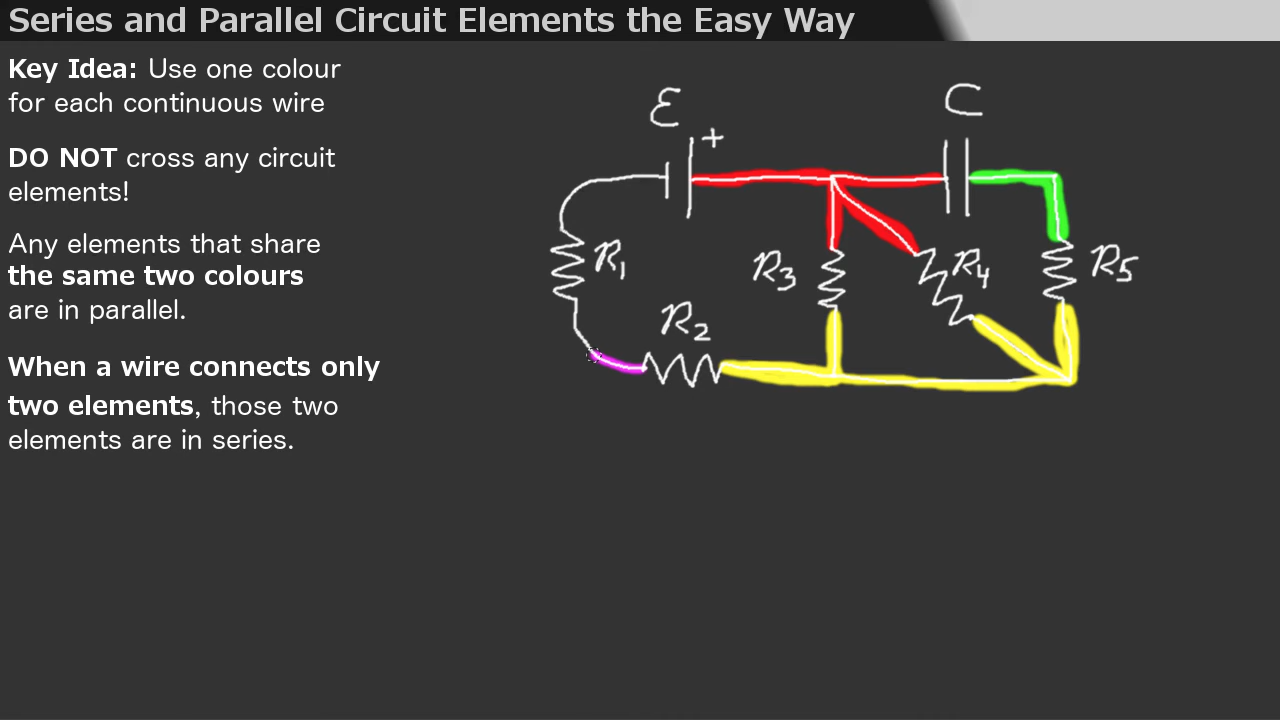 Series and Parallel Circuit Elements the Easy Way
Key Idea: Use one colour
for each continuous wire
DO NOT cross any circuit
elements!
Any elements that share
the same two colours
are in parallel.
When a wire connects only
two elements, those two
elements are in series.
ε
C
+
R1
R3
R4
R5
R2